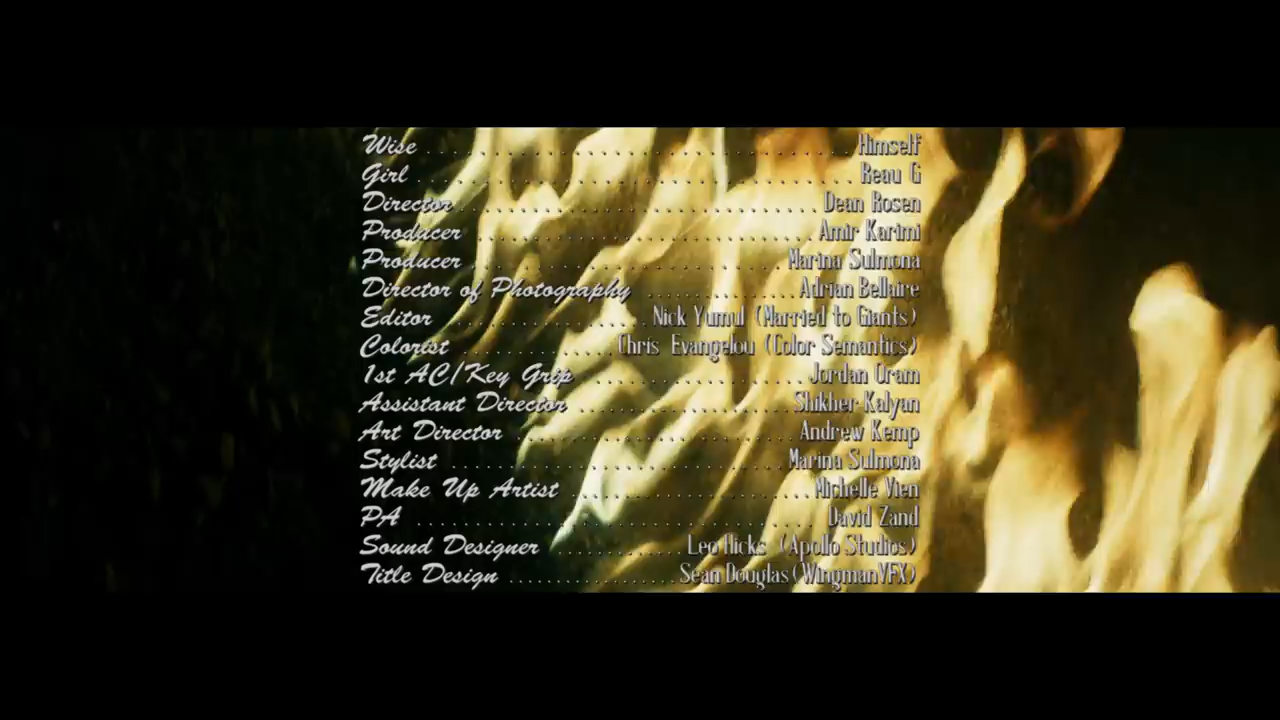 Wise . . . . . . . . . . . . . . . . . . . . . . . . . . . . Himself
Girl . . . . . . . . . . . . . . . . . . . . . . . . . . . . Reau G
Director . . . . . . . . . . . . . . . . . . . . . . . . Dean Rosen
Producer . . . . . . . . . . . . . . . . . . . . . . . . Amir Karimi
Producer . . . . . . . . . . . . . . . . . . . . . . Marina Sulmona
Director of Photography . . . . . . . . . . . . Adrian Bellaire
Editor . . . . . . . . . . . . . . . . Nick Yumul (Married to Giants)
Colorist . . . . . . . . . . . . Chris Evangelou (Color Semantics)
1st AC/Key Grip . . . . . . . . . . . . . . . . . . Jordan Oram
Assistant Director . . . . . . . . . . . . . . . . Shikher Kalyan
Art Director . . . . . . . . . . . . . . . . . . . . Andrew Kemp
Stylist . . . . . . . . . . . . . . . . . . . . . . . . Marina Sulmona
Make Up Artist . . . . . . . . . . . . . . . . . . Michelle Vien
PA . . . . . . . . . . . . . . . . . . . . . . . . . . . . David Zand
Sound Designer . . . . . . . . . . Leo Hicks (Apollo Studios)
Title Design . . . . . . . . . . . . . Sean Douglas(WingmanVFX)